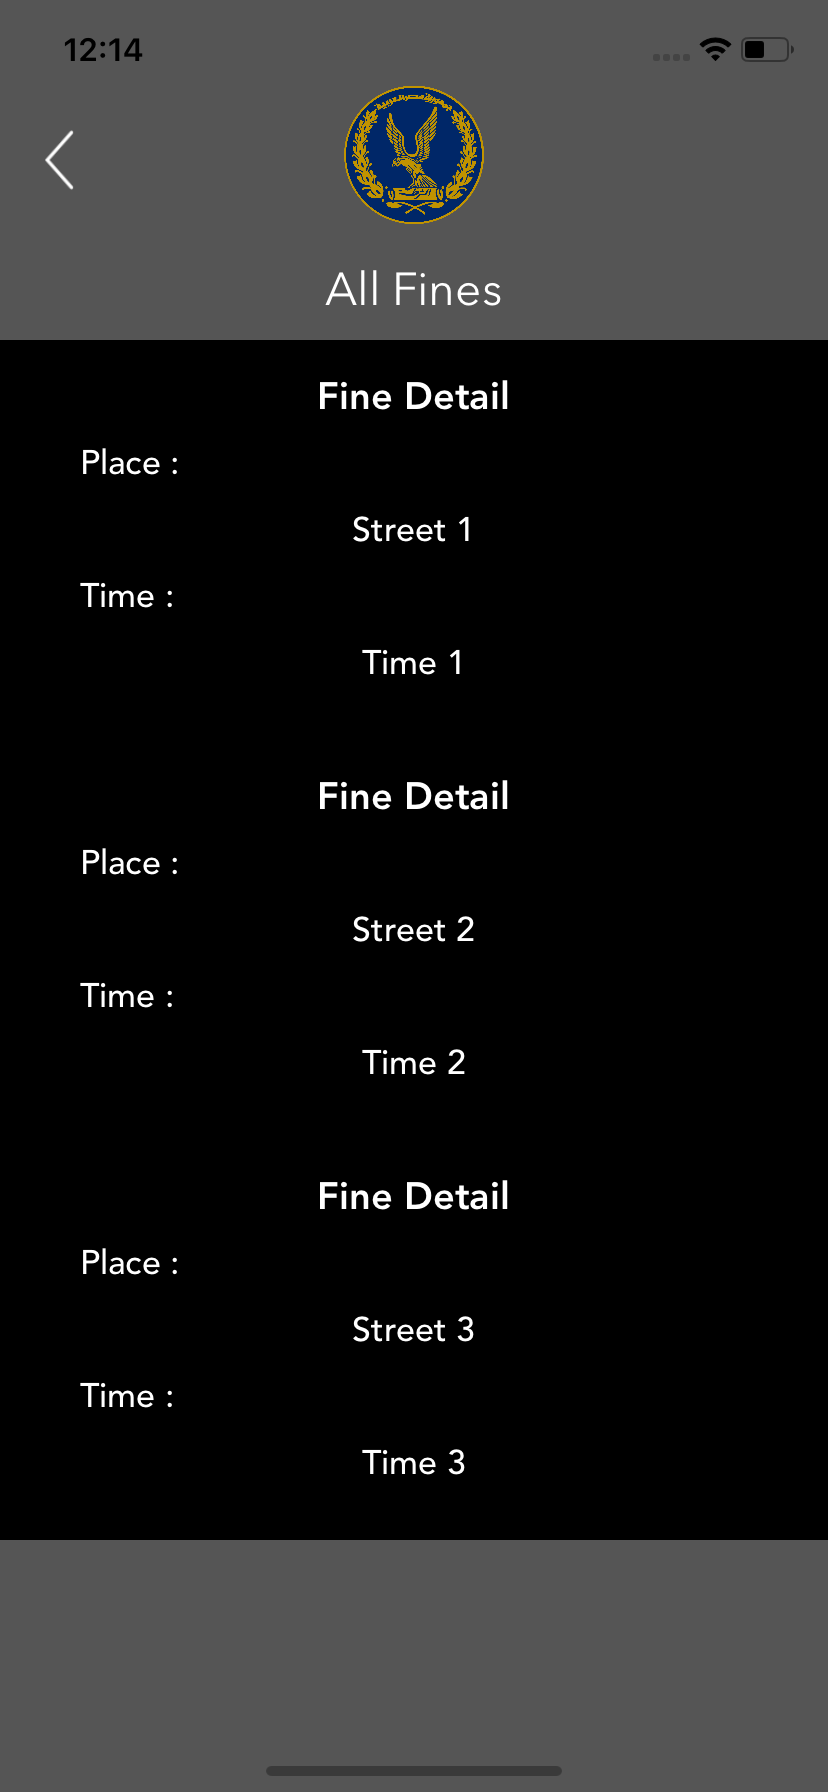 12:14
All Fines
Fine Detail
Place :
Street 1
Time :
Time 1
Fine Detail
Place :
Street 2
Time :
Time 2
Fine Detail
Place :
Street 3
Time :
Time 3